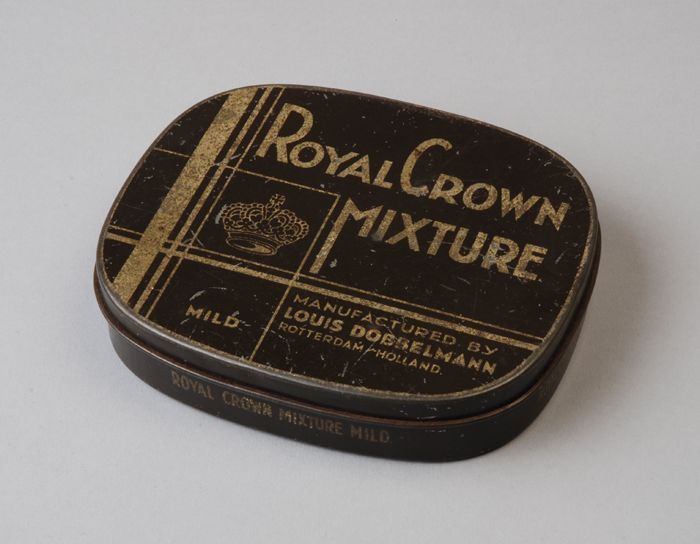 ROYAL CROWN
MIXTURE
MILD
MANUFACTURED BY
LOUIS DOBBELMANN
ROTTERDAM-HOLLAND.
ROYAL CROWN MIXTURE MILD